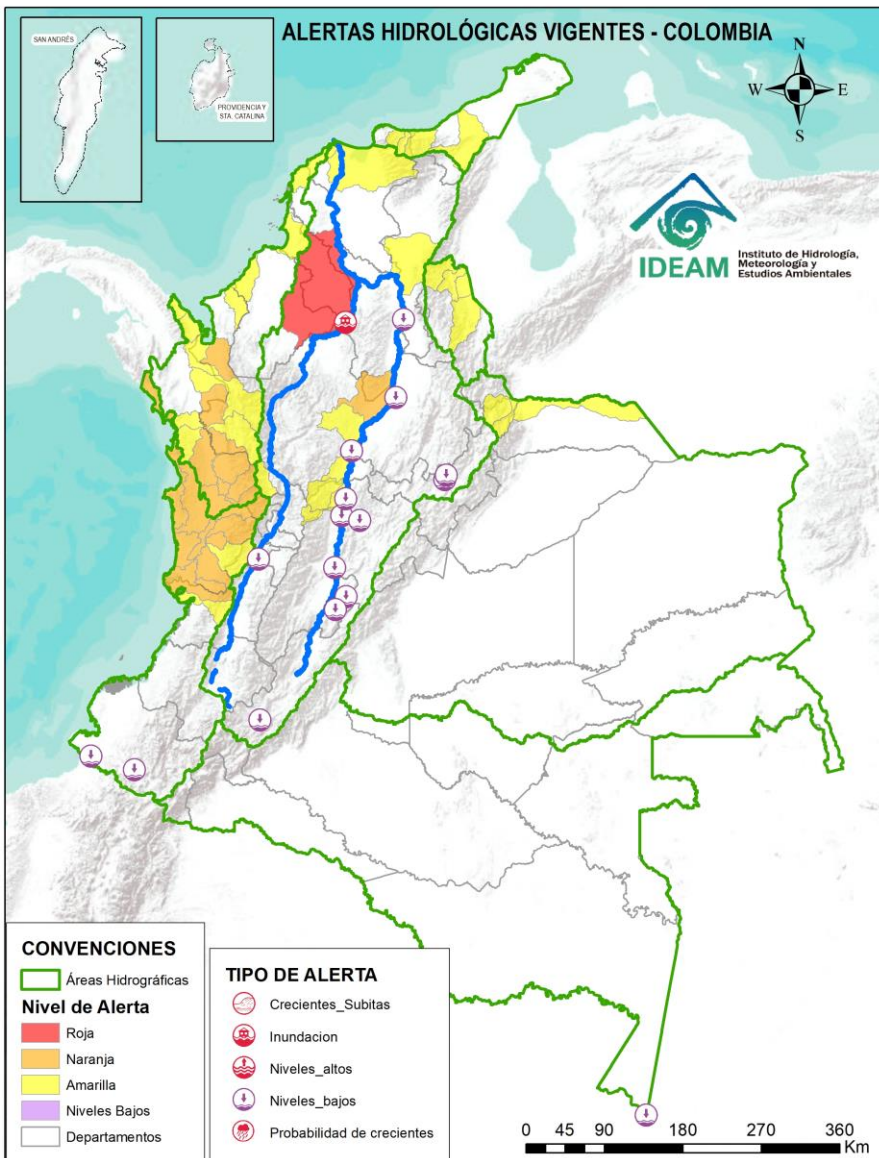 ALERTAS HIDROLÓGICAS VIGENTES - COLOMBIA
SAN ANDRÉS
PROVIDENCIA Y
STA. CATALINA
N
W E
S
IDEAM
Instituto de Hidrología,
Meteorología y
Estudios Ambientales
CONVENCIONES
Áreas Hidrográficas
Nivel de Alerta
Roja
Naranja
Amarilla
Niveles Bajos
Departamentos
TIPO DE ALERTA
Crecientes_Subitas
Inundacion
Niveles_altos
Niveles_bajos
Probabilidad de crecientes
0 45 90 180 270 360
Km